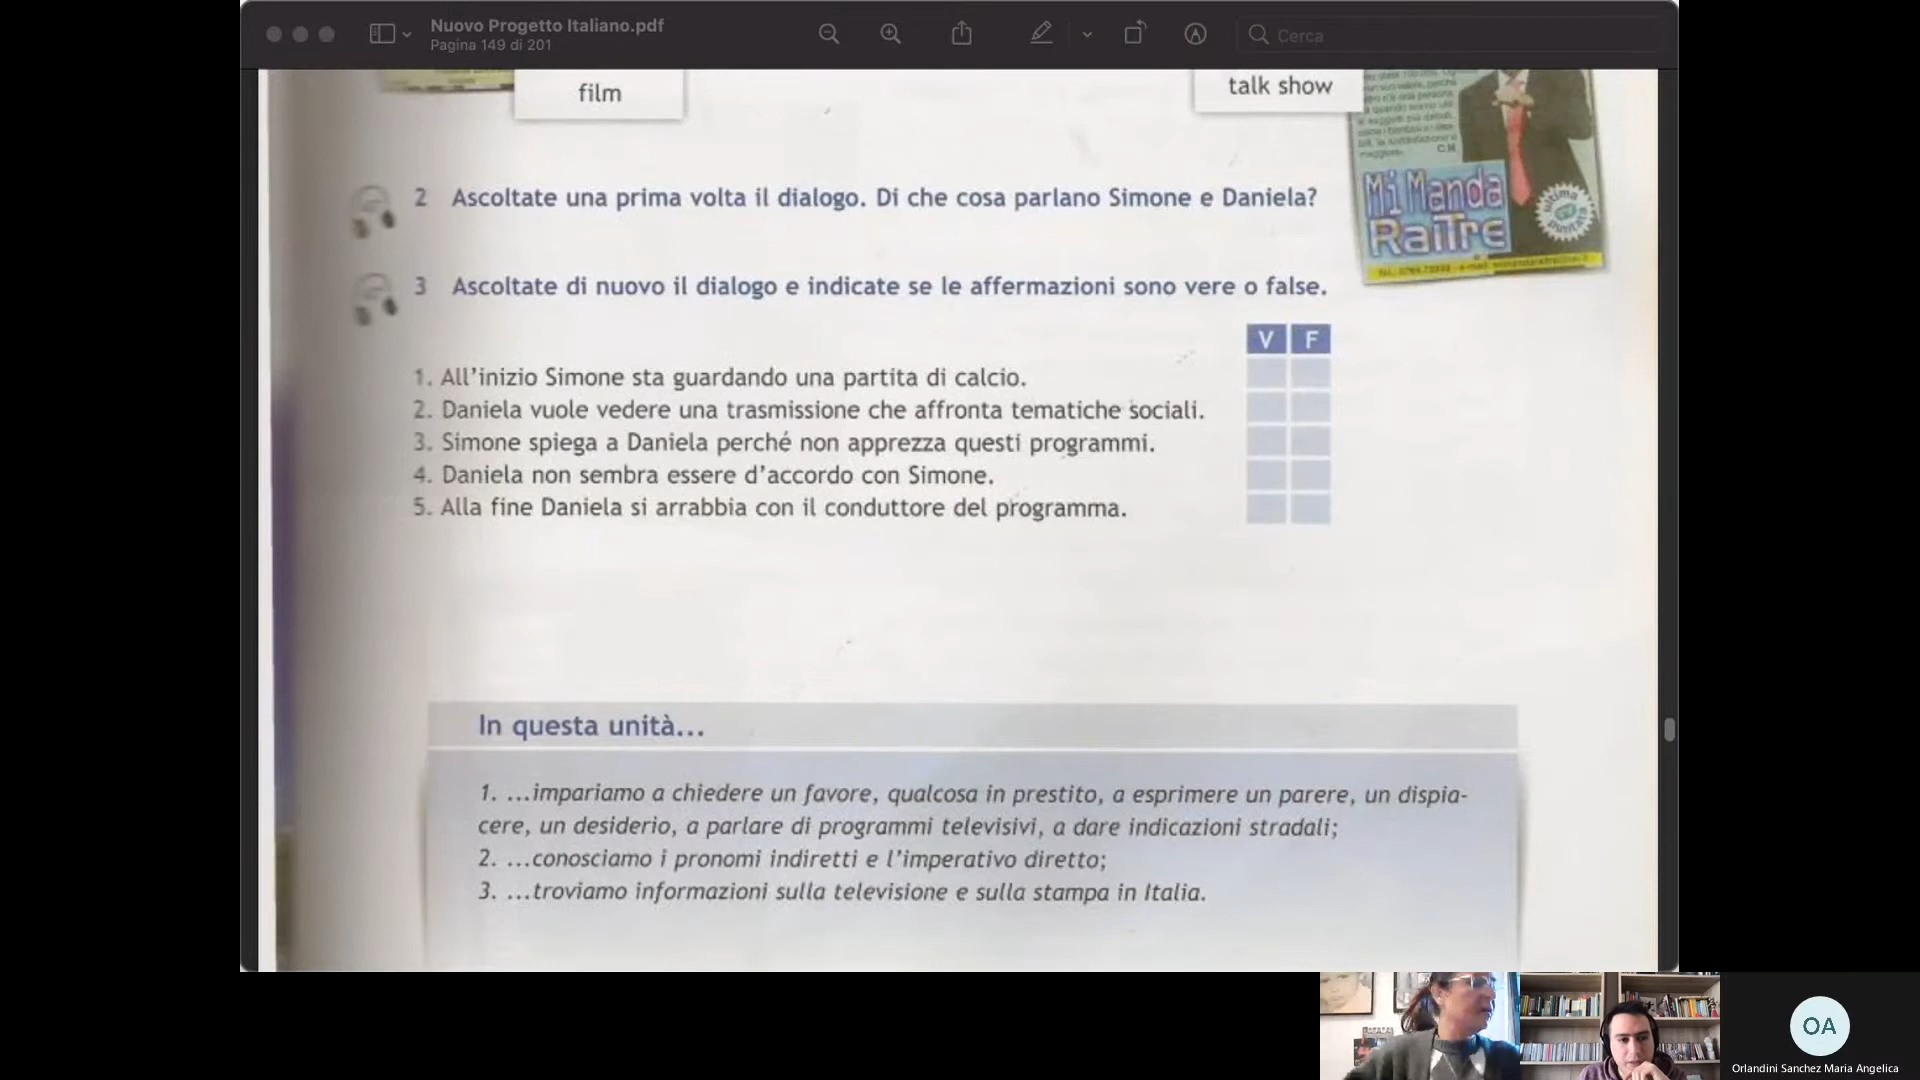 Nuovo Progetto Italiano.pdf
Pagina 149 di 201
Cerca
film
talk show
C.M
Mi Manda
RaiTre
ultima
puntata
2 Ascoltate una prima volta il dialogo. Di che cosa parlano Simone e Daniela?
3 Ascoltate di nuovo il dialogo e indicate se le affermazioni sono vere o false.
V F
1. All'inizio Simone sta guardando una partita di calcio.
2. Daniela vuole vedere una trasmissione che affronta tematiche sociali.
3. Simone spiega a Daniela perché non apprezza questi programmi.
4. Daniela non sembra essere d'accordo con Simone.
5. Alla fine Daniela si arrabbia con il conduttore del programma.
In questa unità...
1. ...impariamo a chiedere un favore, qualcosa in prestito, a esprimere un parere, un dispia-
cere, un desiderio, a parlare di programmi televisivi, a dare indicazioni stradali;
2. ...conosciamo i pronomi indiretti e l'imperativo diretto;
3. ...troviamo informazioni sulla televisione e sulla stampa in Italia.
OA
Orlandini Sanchez Maria Angelica